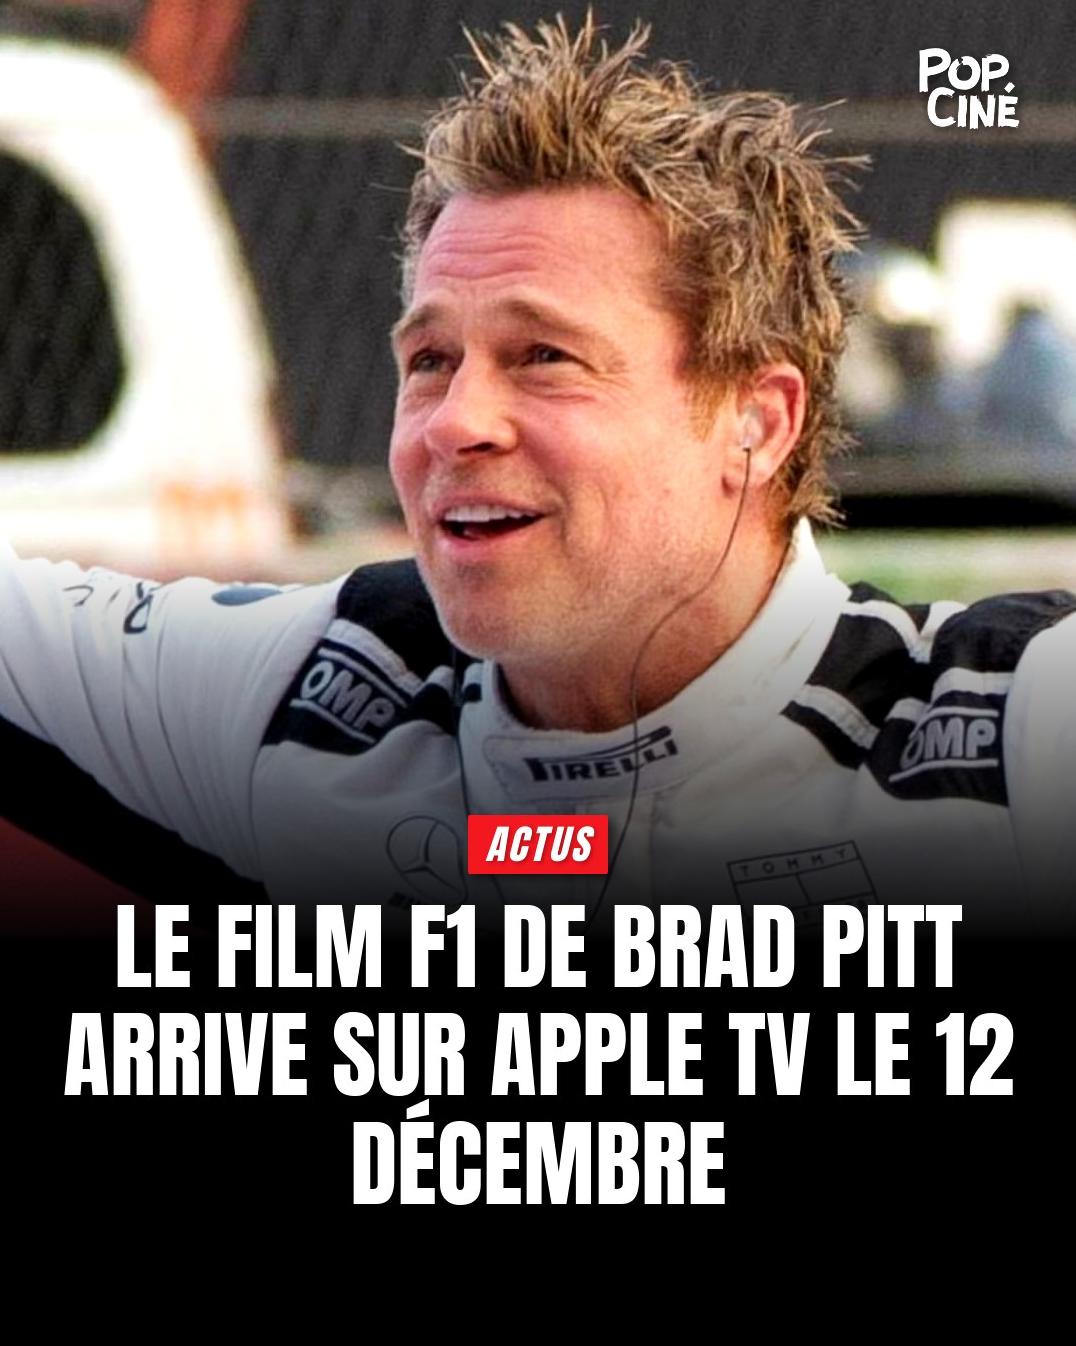 POP.
CINÉ
OMP
OMP
PIRELLI
TOMMY
ACTUS
LE FILM F1 DE BRAD PITT
ARRIVE SUR APPLE TV LE 12
DÉCEMBRE